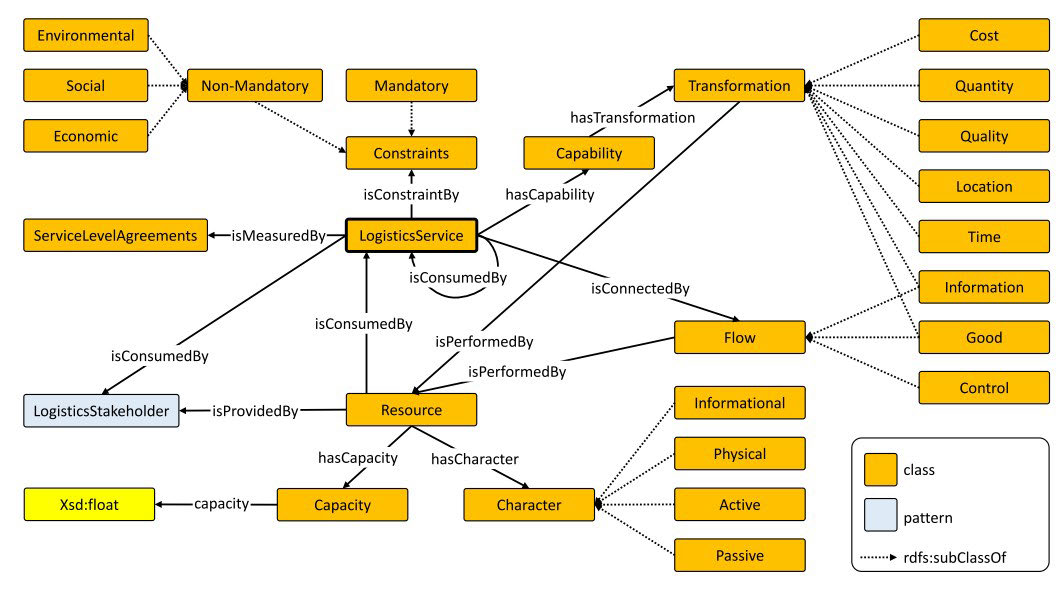 Environmental
Cost
Social
Non-Mandatory
Mandatory
Transformation
Quantity
hasTransformation
Economic
Quality
Constraints
Capability
Location
isConstraintBy
hasCapability
ServiceLevelAgreements
isMeasuredBy
LogisticsService
Time
isConsumedBy
isConnectedBy
Information
isConsumedBy
isPerformedBy
Flow
Good
isConsumedBy
isPerformedBy
Control
LogisticsStakeholder
isProvidedBy
Resource
Informational
hasCapacity
hasCharacter
Physical
class
Xsd:float
capacity
Capacity
Character
Active
pattern
Passive
rdfs:subClassOf